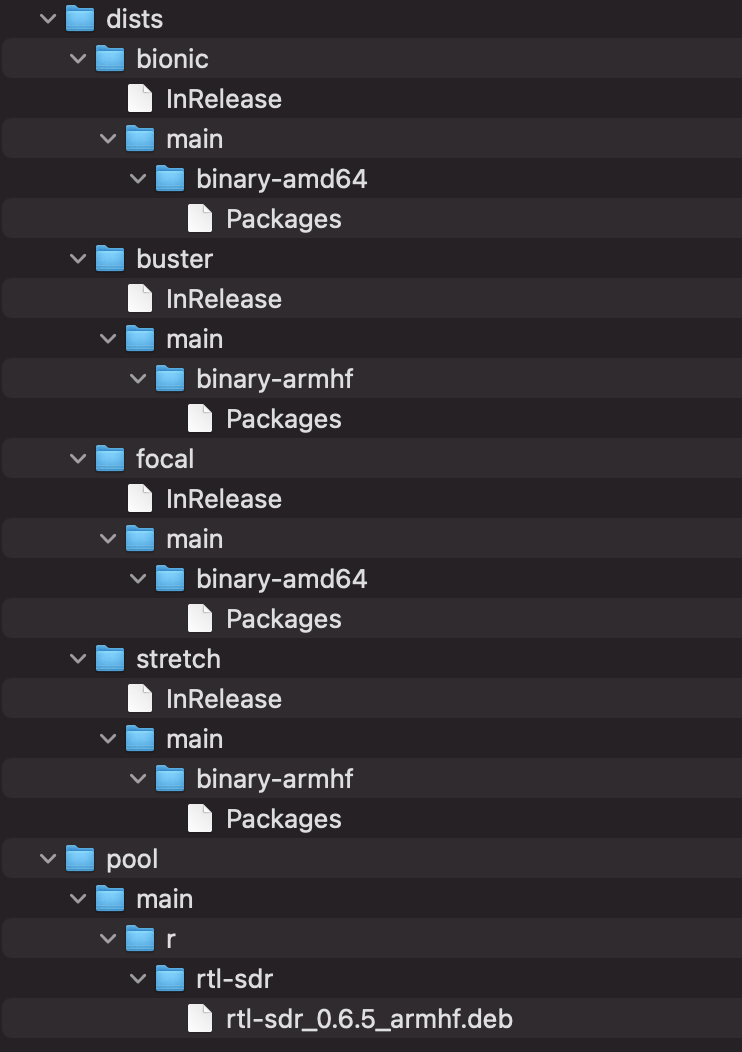 dists
bionic
InRelease
main
binary-amd64
Packages
buster
InRelease
main
binary-armhf
Packages
focal
InRelease
main
binary-amd64
Packages
stretch
InRelease
main
binary-armhf
Packages
pool
main
r
rtl-sdr
rtl-sdr_0.6.5_armhf.deb